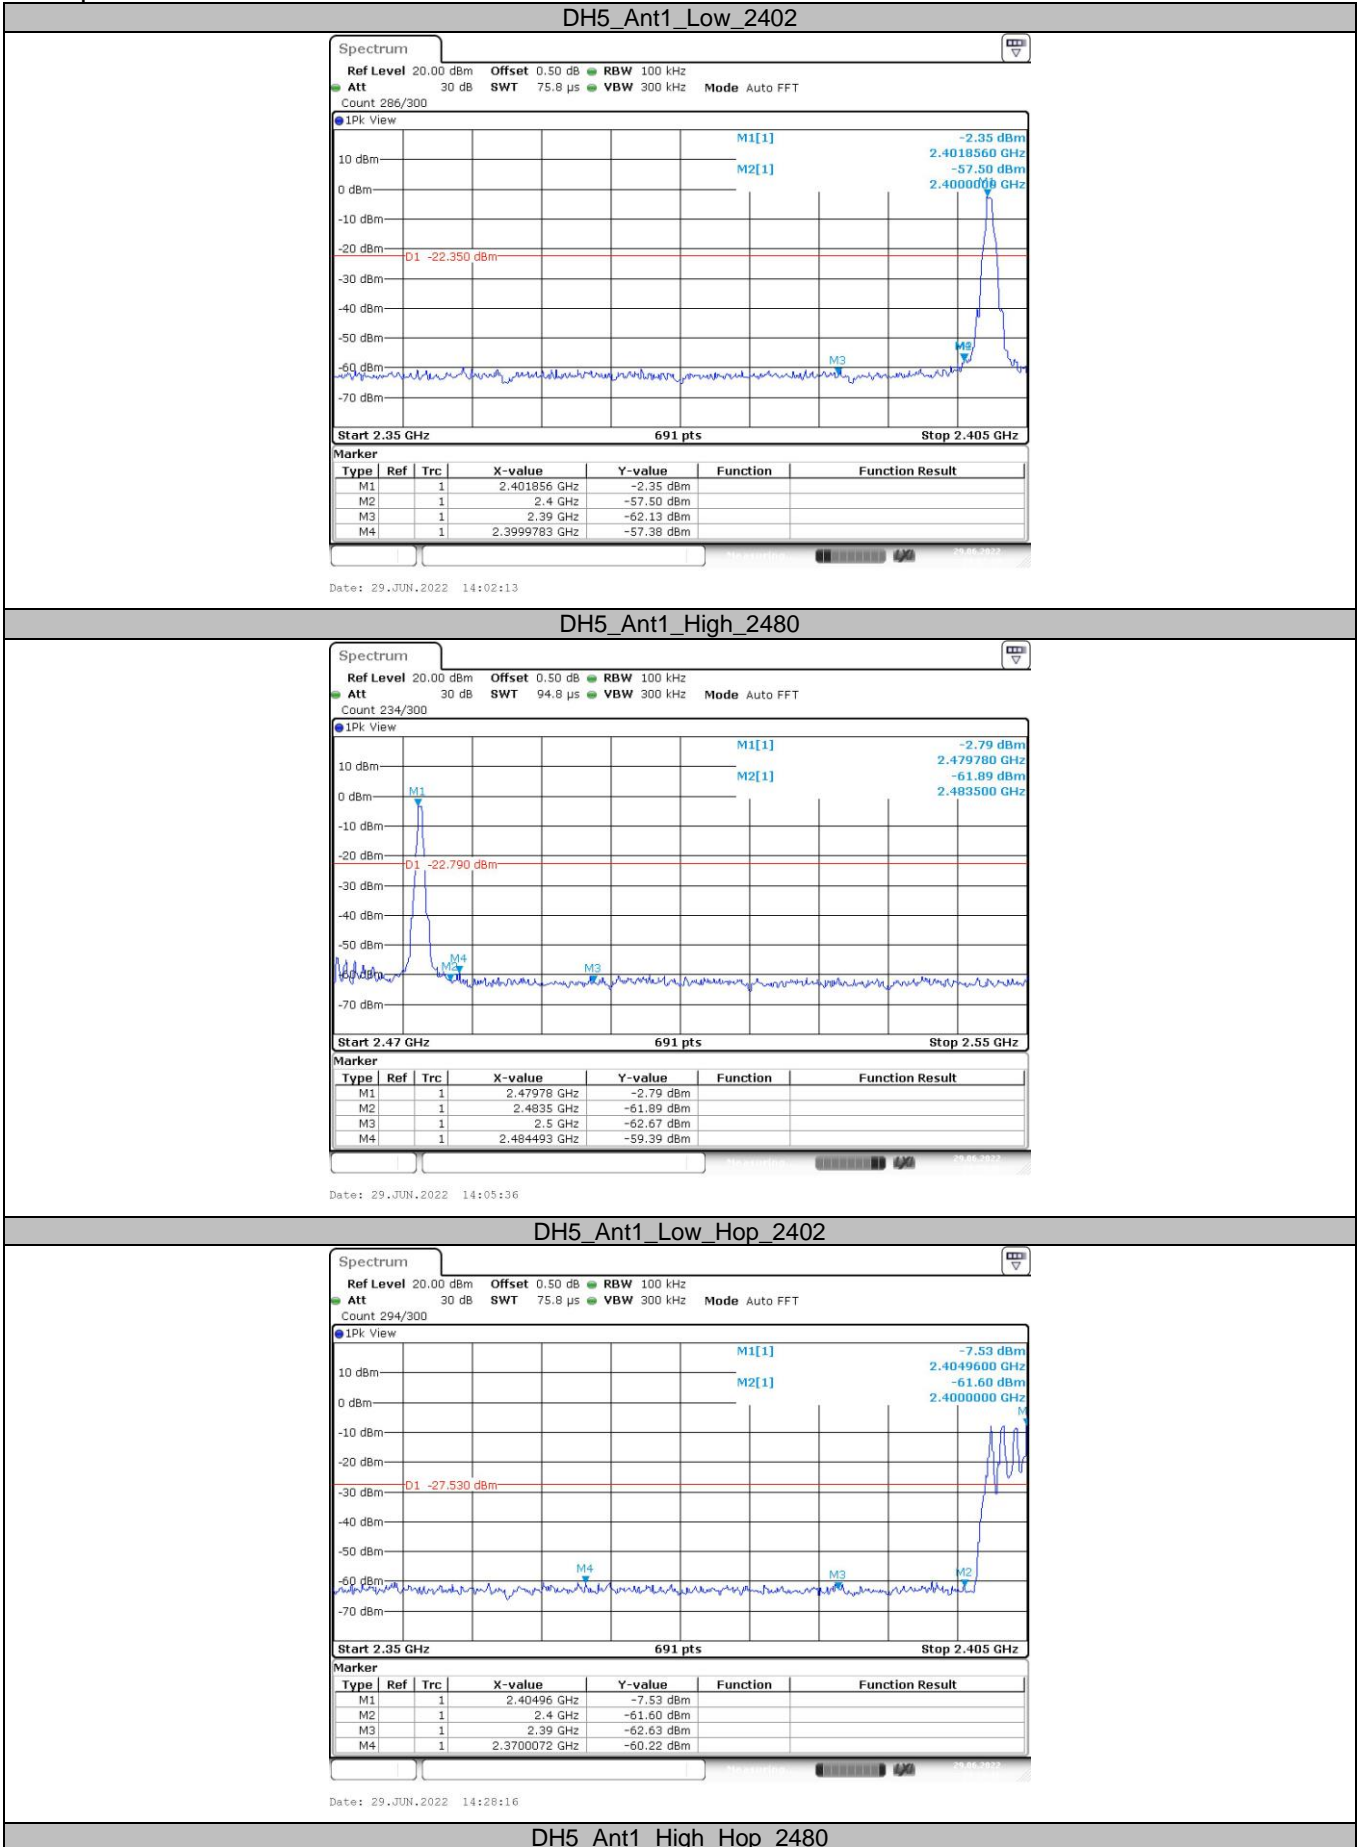 DH5_Ant1_Low_2402
Spectrum
Ref Level 20.00 dBm Offset 0.50 dB RBW 100 kHz
Att 30 dB SWT 75.8 µs VBW 300 kHz Mode Auto FFT
Count 286/300
1Pk View
M1[1] -2.35 dBm
2.4018560 GHz
10 dBm
M2[1] -57.50 dBm
2.4000000 GHz
M1
0 dBm
-10 dBm
-20 dBm
D1 -22.350 dBm
-30 dBm
-40 dBm
-50 dBm
M3
-60 dBm
-70 dBm
Start 2.35 GHz 691 pts Stop 2.405 GHz
Marker
Type Ref Trc X-value Y-value Function Function Result
M1 1 2.401856 GHz -2.35 dBm
M2 1 2.4 GHz -57.50 dBm
M3 1 2.39 GHz -62.13 dBm
M4 1 2.3999783 GHz -57.38 dBm
Measuring 29.06.2022
Date: 29.JUN.2022 14:02:13
DH5_Ant1_High_2480
Spectrum
Ref Level 20.00 dBm Offset 0.50 dB RBW 100 kHz
Att 30 dB SWT 94.8 µs VBW 300 kHz Mode Auto FFT
Count 234/300
1Pk View
M1[1] -2.79 dBm
2.479780 GHz
10 dBm
M2[1] -61.89 dBm
2.483500 GHz
M1
0 dBm
-10 dBm
-20 dBm
D1 -22.790 dBm
-30 dBm
-40 dBm
-50 dBm
M2 M4 M3
-60 dBm
-70 dBm
Start 2.47 GHz 691 pts Stop 2.55 GHz
Marker
Type Ref Trc X-value Y-value Function Function Result
M1 1 2.47978 GHz -2.79 dBm
M2 1 2.4835 GHz -61.89 dBm
M3 1 2.5 GHz -62.67 dBm
M4 1 2.484493 GHz -59.39 dBm
Measuring 29.06.2022
Date: 29.JUN.2022 14:05:36
DH5_Ant1_Low_Hop_2402
Spectrum
Ref Level 20.00 dBm Offset 0.50 dB RBW 100 kHz
Att 30 dB SWT 75.8 µs VBW 300 kHz Mode Auto FFT
Count 294/300
1Pk View
M1[1] -7.53 dBm
2.4049600 GHz
10 dBm
M2[1] -61.60 dBm
2.4000000 GHz
0 dBm
M
-10 dBm
-20 dBm
D1 -27.530 dBm
-30 dBm
-40 dBm
-50 dBm
M4 M3 M2
-60 dBm
-70 dBm
Start 2.35 GHz 691 pts Stop 2.405 GHz
Marker
Type Ref Trc X-value Y-value Function Function Result
M1 1 2.40496 GHz -7.53 dBm
M2 1 2.4 GHz -61.60 dBm
M3 1 2.39 GHz -62.63 dBm
M4 1 2.3700072 GHz -60.22 dBm
Measuring 29.06.2022
Date: 29.JUN.2022 14:28:16
DH5_Ant1_High_Hop_2480